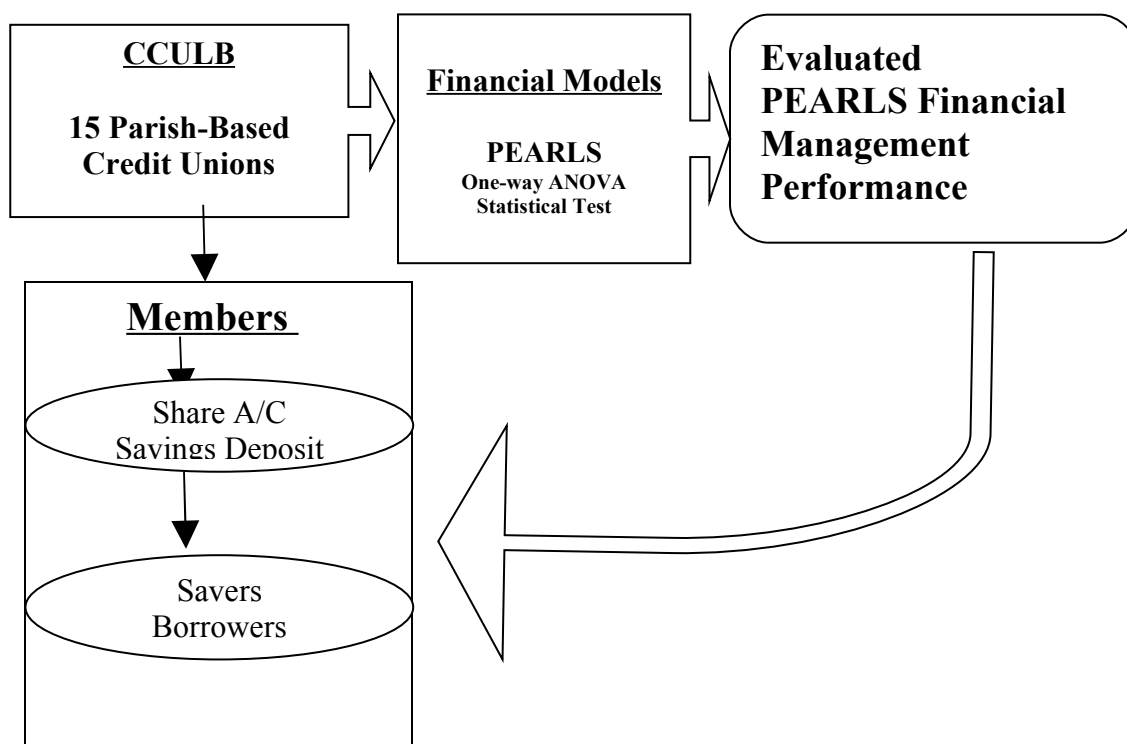 CCULB
15 Parish-Based
Credit Unions
Financial Models
PEARLS
One-way ANOVA
Statistical Test
Evaluated
PEARLS Financial
Management
Performance
Members
Share A/C
Savings Deposit
Savers
Borrowers